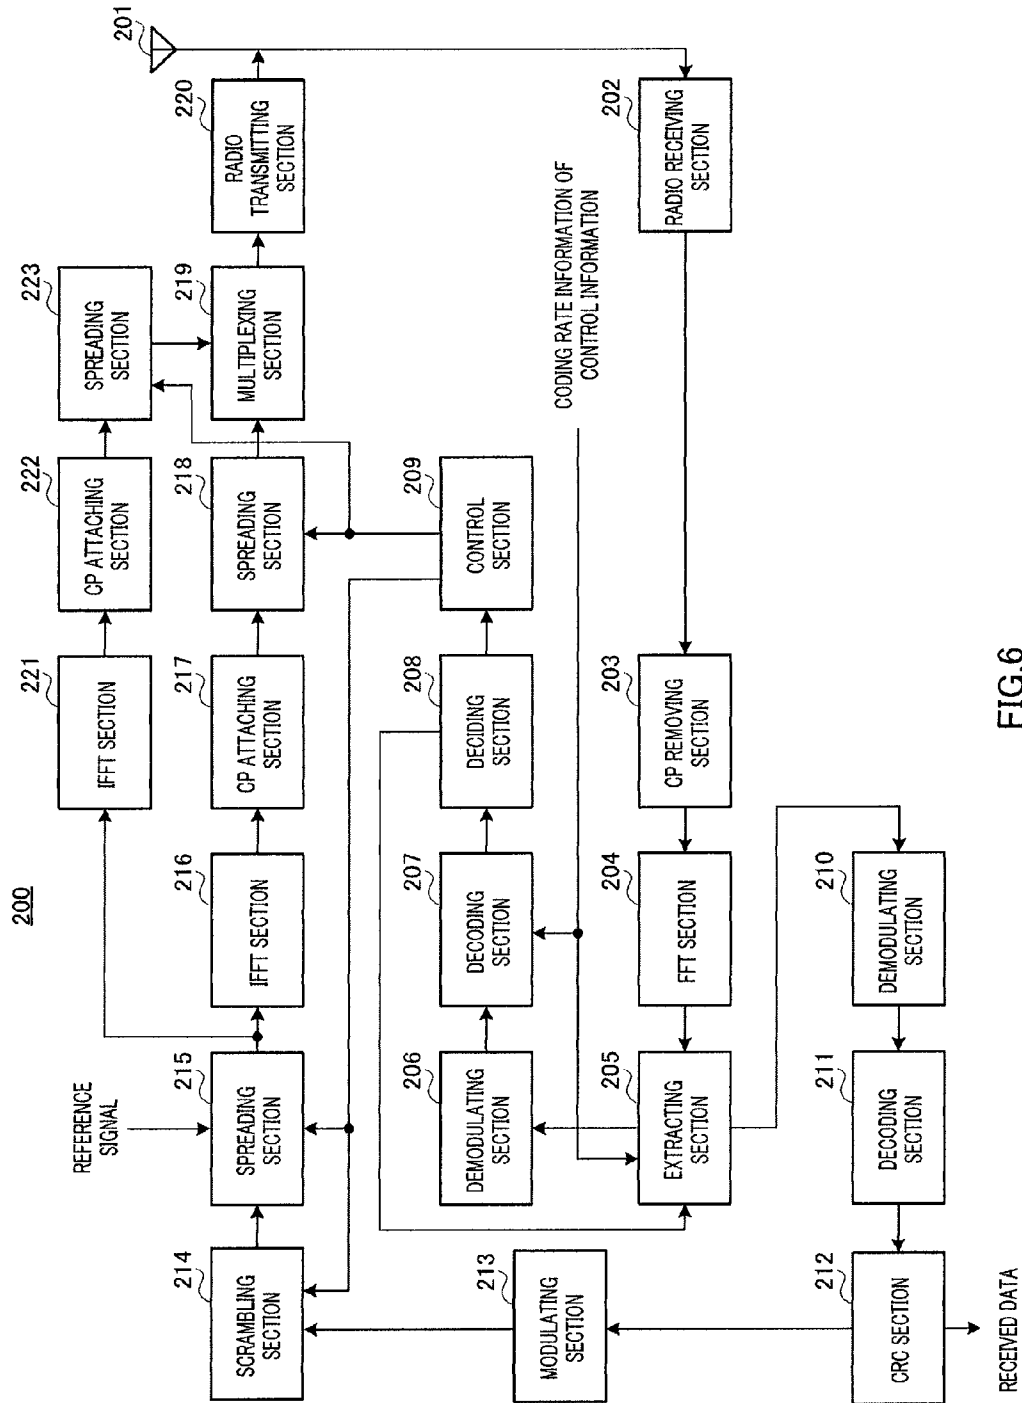 200
REFERENCE
SIGNAL
214
SCRAMBLING
SECTION
215
SPREADING
SECTION
221
IFFT SECTION
216
IFFT SECTION
222
CP ATTACHING
SECTION
217
CP ATTACHING
SECTION
223
SPREADING
SECTION
218
SPREADING
SECTION
219
MULTIPLEXING
SECTION
220
RADIO
TRANSMITTING
SECTION
201
213
MODULATING
SECTION
206
DEMODULATING
SECTION
207
DECODING
SECTION
208
DECIDING
SECTION
209
CONTROL
SECTION
CODING RATE INFORMATION OF
CONTROL INFORMATION
205
EXTRACTING
SECTION
204
FFT SECTION
203
CP REMOVING
SECTION
202
RADIO RECEIVING
SECTION
212
CRC SECTION
211
DECODING
SECTION
210
DEMODULATING
SECTION
RECEIVED DATA
FIG.6